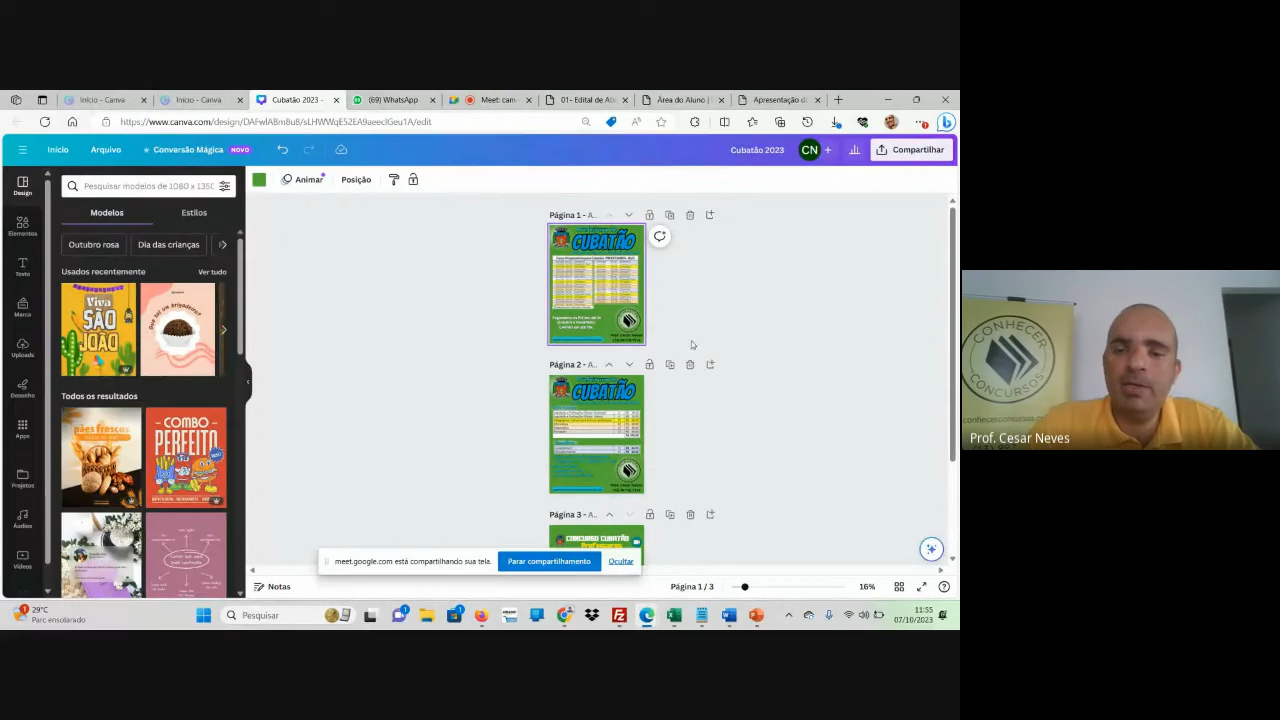 Início - Canva
Início - Canva
Cubatão 2023 -
(69) WhatsApp
Meet: cam-
01- Edital de Ab
Área do Aluno |
Apresentação d
https://www.canva.com/design/DAFwlABm8u8/sLHWWqE52EA9aeeclGeu1A/edit
Início
Arquivo
Conversão Mágica NOVO
Cubatão 2023
CN
Compartilhar
Animar
Posição
Design
Elementos
Texto
Marca
Uploads
Desenho
Apps
Projetos
Áudios
Vídeos
Pesquisar modelos de 1080 x 1350
Modelos
Estilos
Outubro rosa
Dia das crianças
Usados recentemente
Ver tudo
Viva
SÃO
JOÃO
Todos os resultados
pães frescos
COMBO
PERFEITO
Página 1 - A..
CUBATÃO
Página 2 - A..
CUBATÃO
Página 3 - A..
CONCURSO CUBATÃO
meet.google.com está compartilhando sua tela.
Parar compartilhamento
Ocultar
Notas
Página 1 / 3
16%
29°C
Parc ensolarado
Pesquisar
11:55
07/10/2023
CONHECER
CONCURSOS
Prof. Cesar Neves